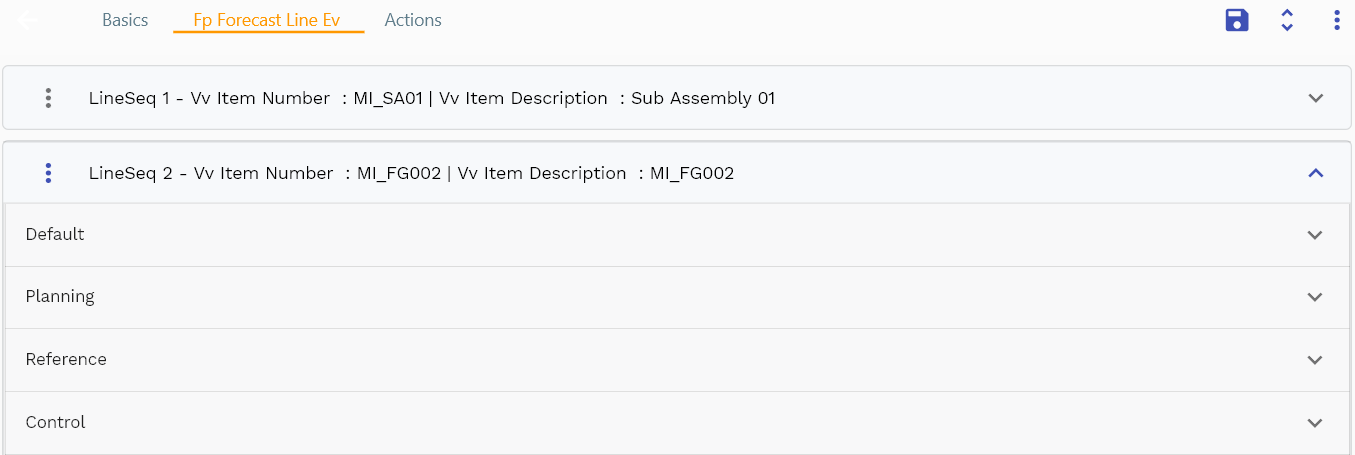 Basics Fp Forecast Line Ev Actions
LineSeq 1 - Vv Item Number : MI_SA01 | Vv Item Description : Sub Assembly 01
LineSeq 2 - Vv Item Number : MI_FG002 | Vv Item Description : MI_FG002
Default
Planning
Reference
Control